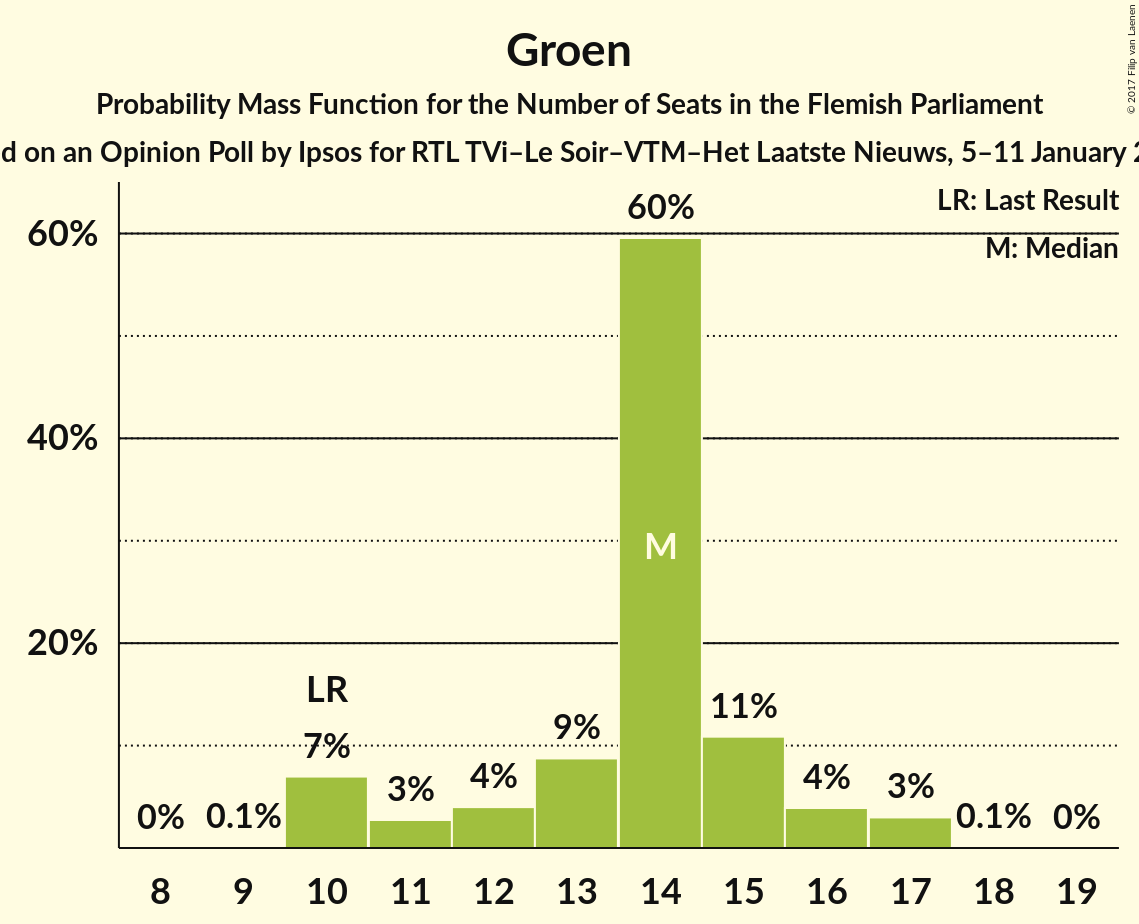 Groen
Probability Mass Function for the Number of Seats in the Flemish Parliament
d on an Opinion Poll by Ipsos for RTL TVi–Le Soir–VTM–Het Laatste Nieuws, 5–11 January 2
© 2017 Filip van Laenen
LR: Last Result
M: Median
60%
40%
20%
0%
0.1%
LR
7%
3%
4%
9%
60%
M
11%
4%
3%
0.1%
0%
8 9 10 11 12 13 14 15 16 17 18 19